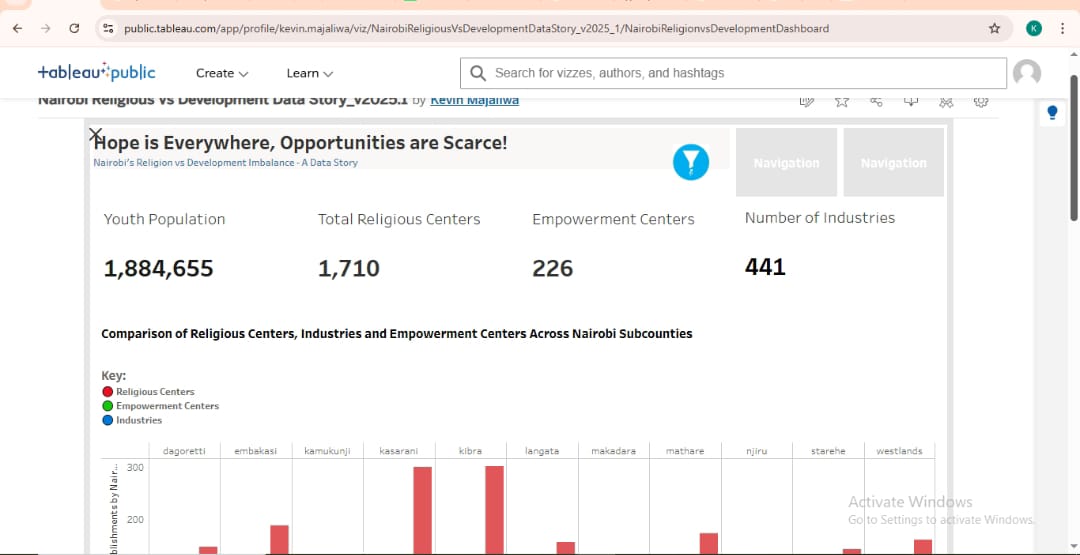 public.tableau.com/app/profile/kevin.majaliwa/viz/NairobiReligiousVsDevelopmentDataStory_v2025_1/NairobiReligionvsDevelopmentDashboard
K
+ableau public
Create
Learn
Search for vizzes, authors, and hashtags
Nairobi Religious Vs Development Data Story_v2025.1 by Kevin Majaliwa
Hope is Everywhere, Opportunities are Scarce!
Nairobi's Religion vs Development Imbalance - A Data Story
Navigation
Navigation
Youth Population
Total Religious Centers
Empowerment Centers
Number of Industries
1,884,655
1,710
226
441
Comparison of Religious Centers, Industries and Empowerment Centers Across Nairobi Subcounties
Key:
Religious Centers
Empowerment Centers
Industries
dagoretti embakasi kamukunji kasarani kibra langata makadara mathare njiru starehe westlands
300
200
blishments by Nair...
Activate Windows
Go to Settings to activate Windows.